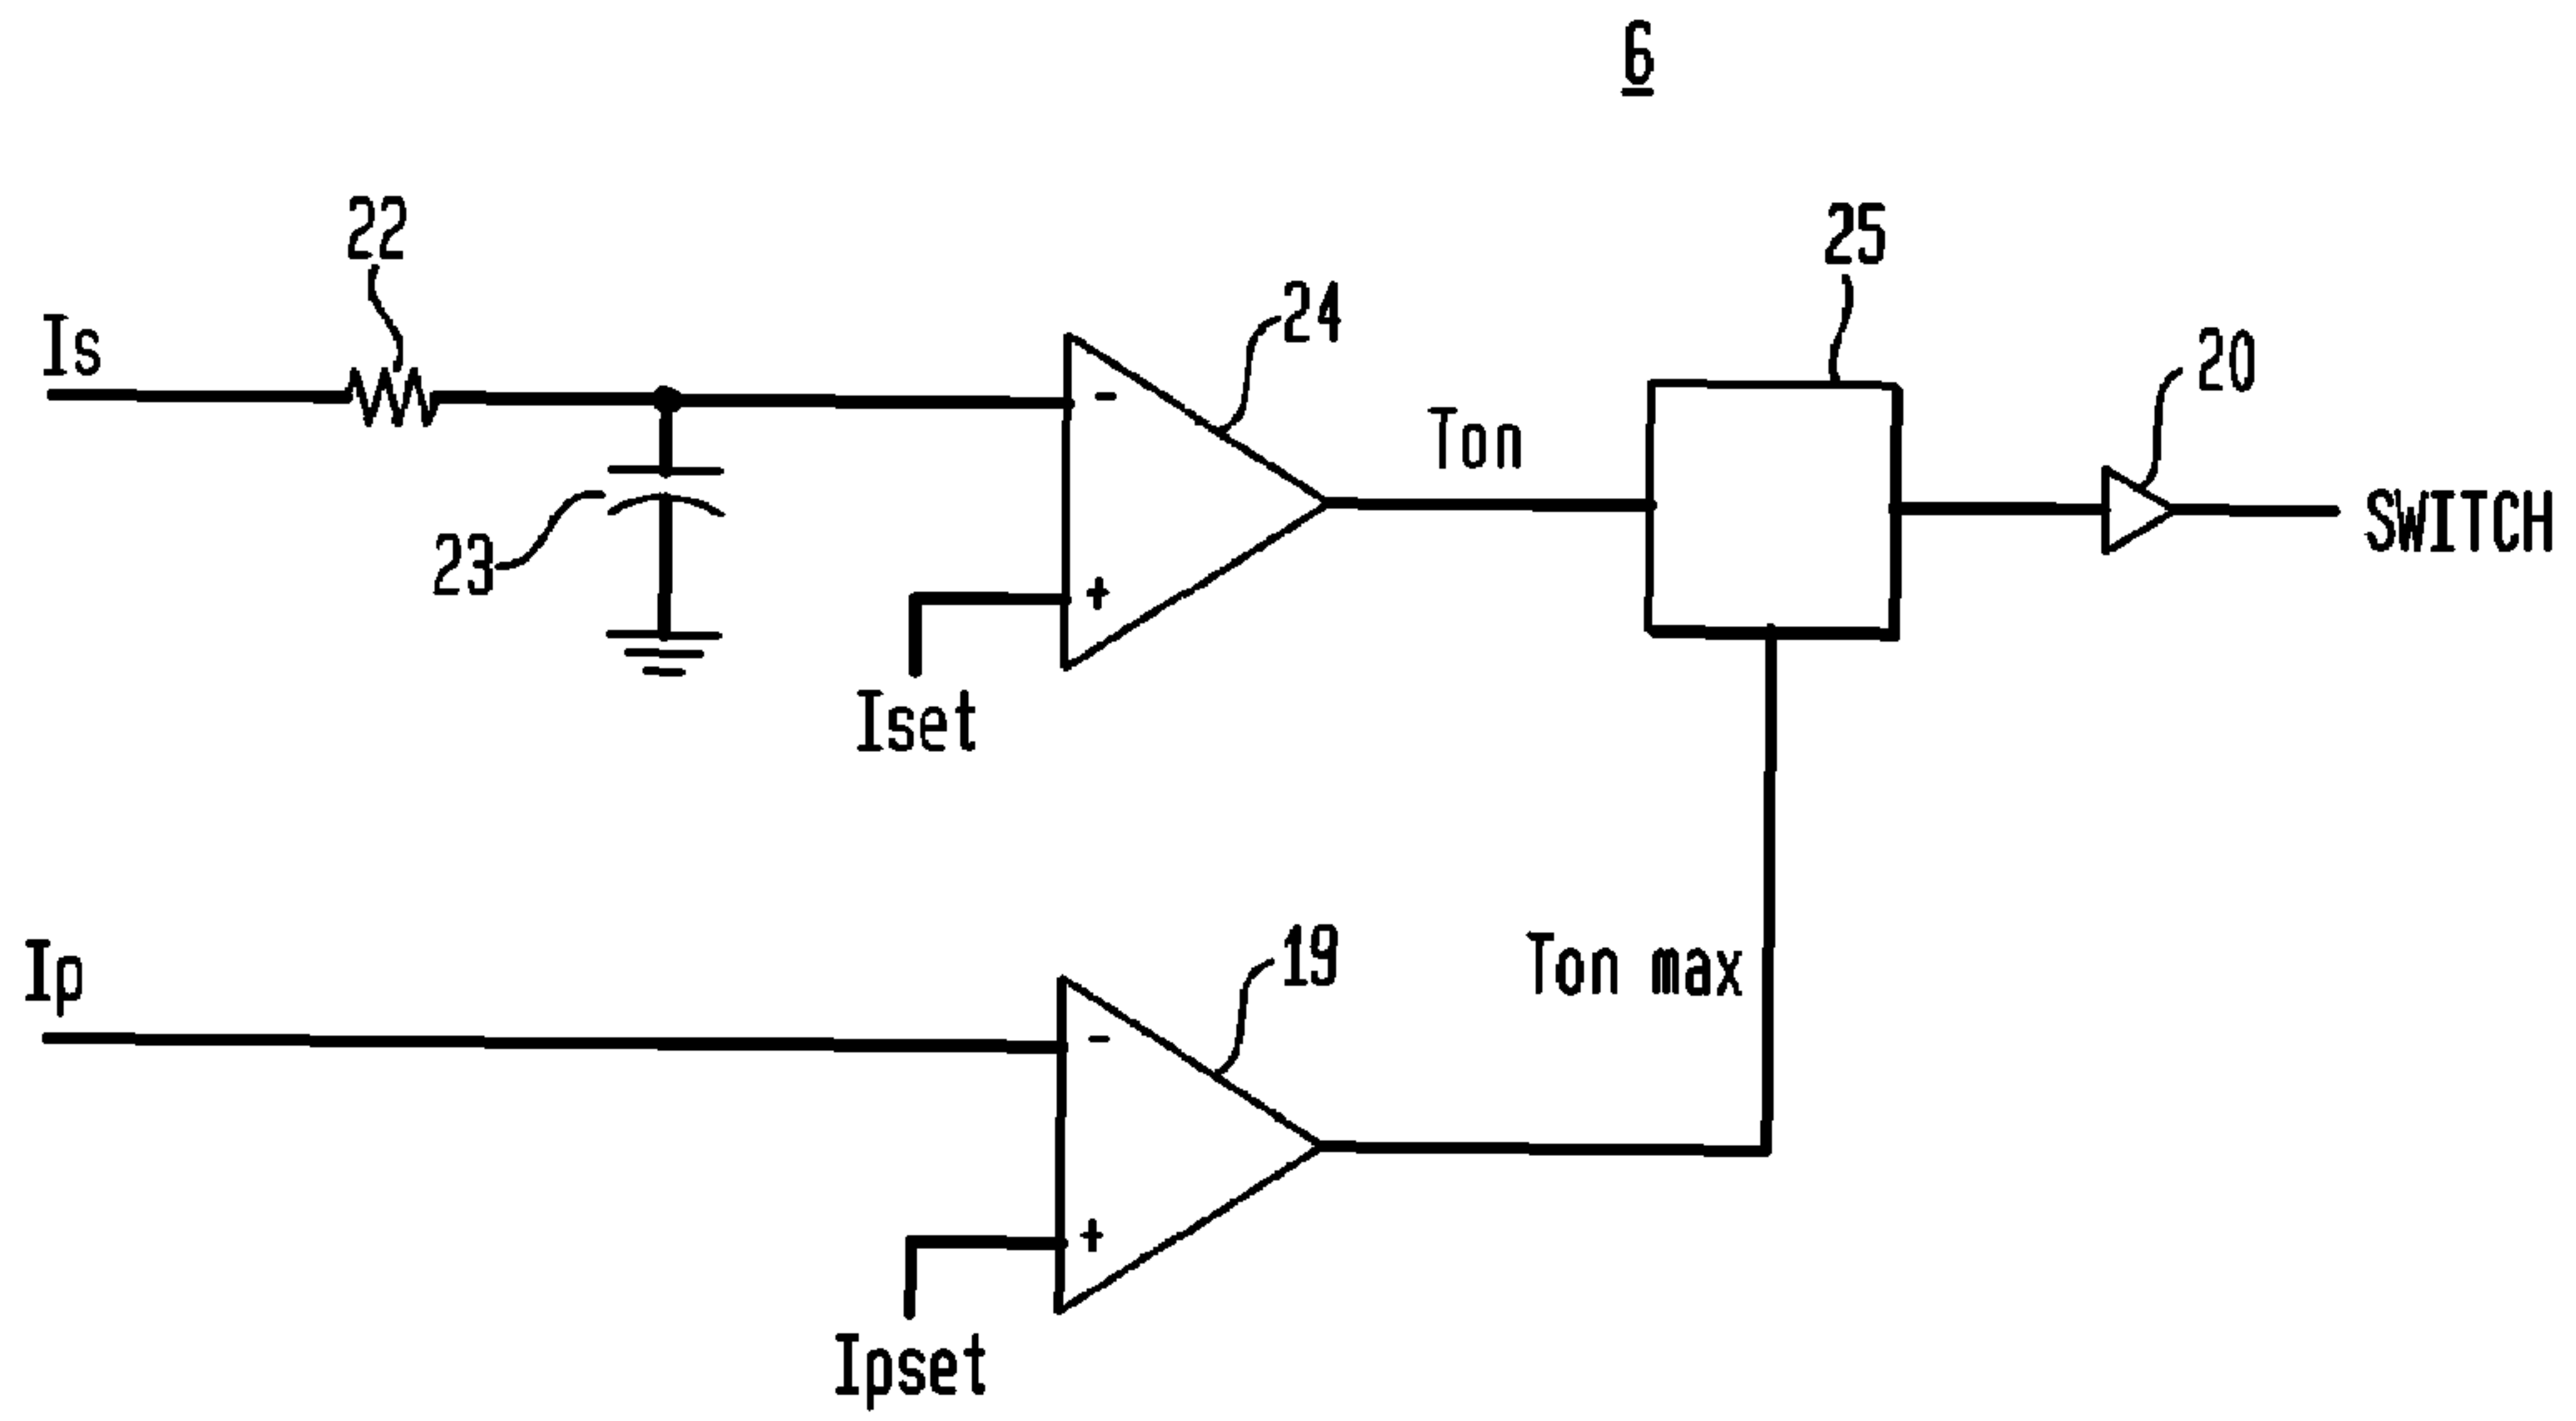 6
22
25
24
Is
20
Ton
SWITCH
-
23
+
Iset
19
Ip
Ton max
-
+
Ipset